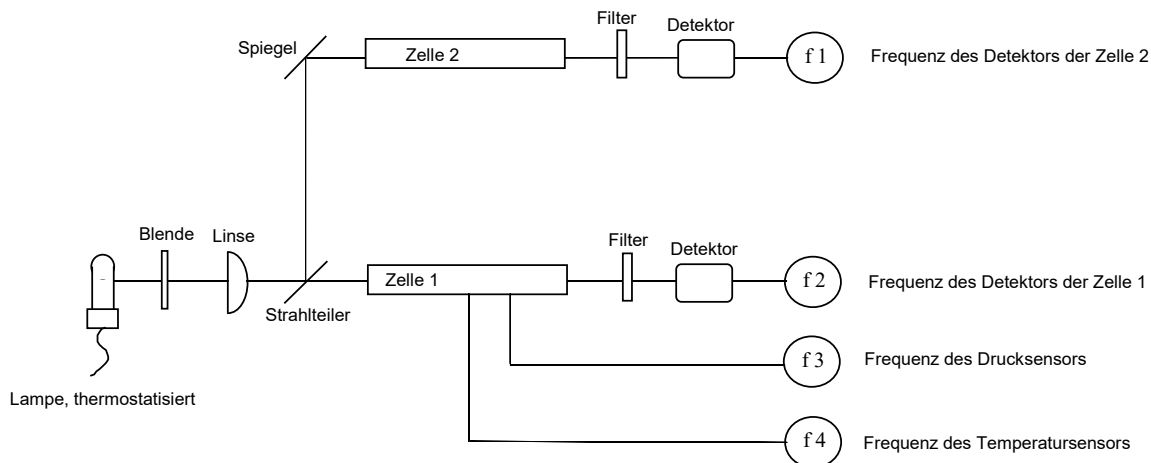 Filter
Detektor
Spiegel
Zelle 2
f 1
Frequenz des Detektors der Zelle 2
Blende
Linse
Filter
Detektor
Zelle 1
f 2
Frequenz des Detektors der Zelle 1
Strahlteiler
f 3
Frequenz des Drucksensors
Lampe, thermostatisiert
f 4
Frequenz des Temperatursensors